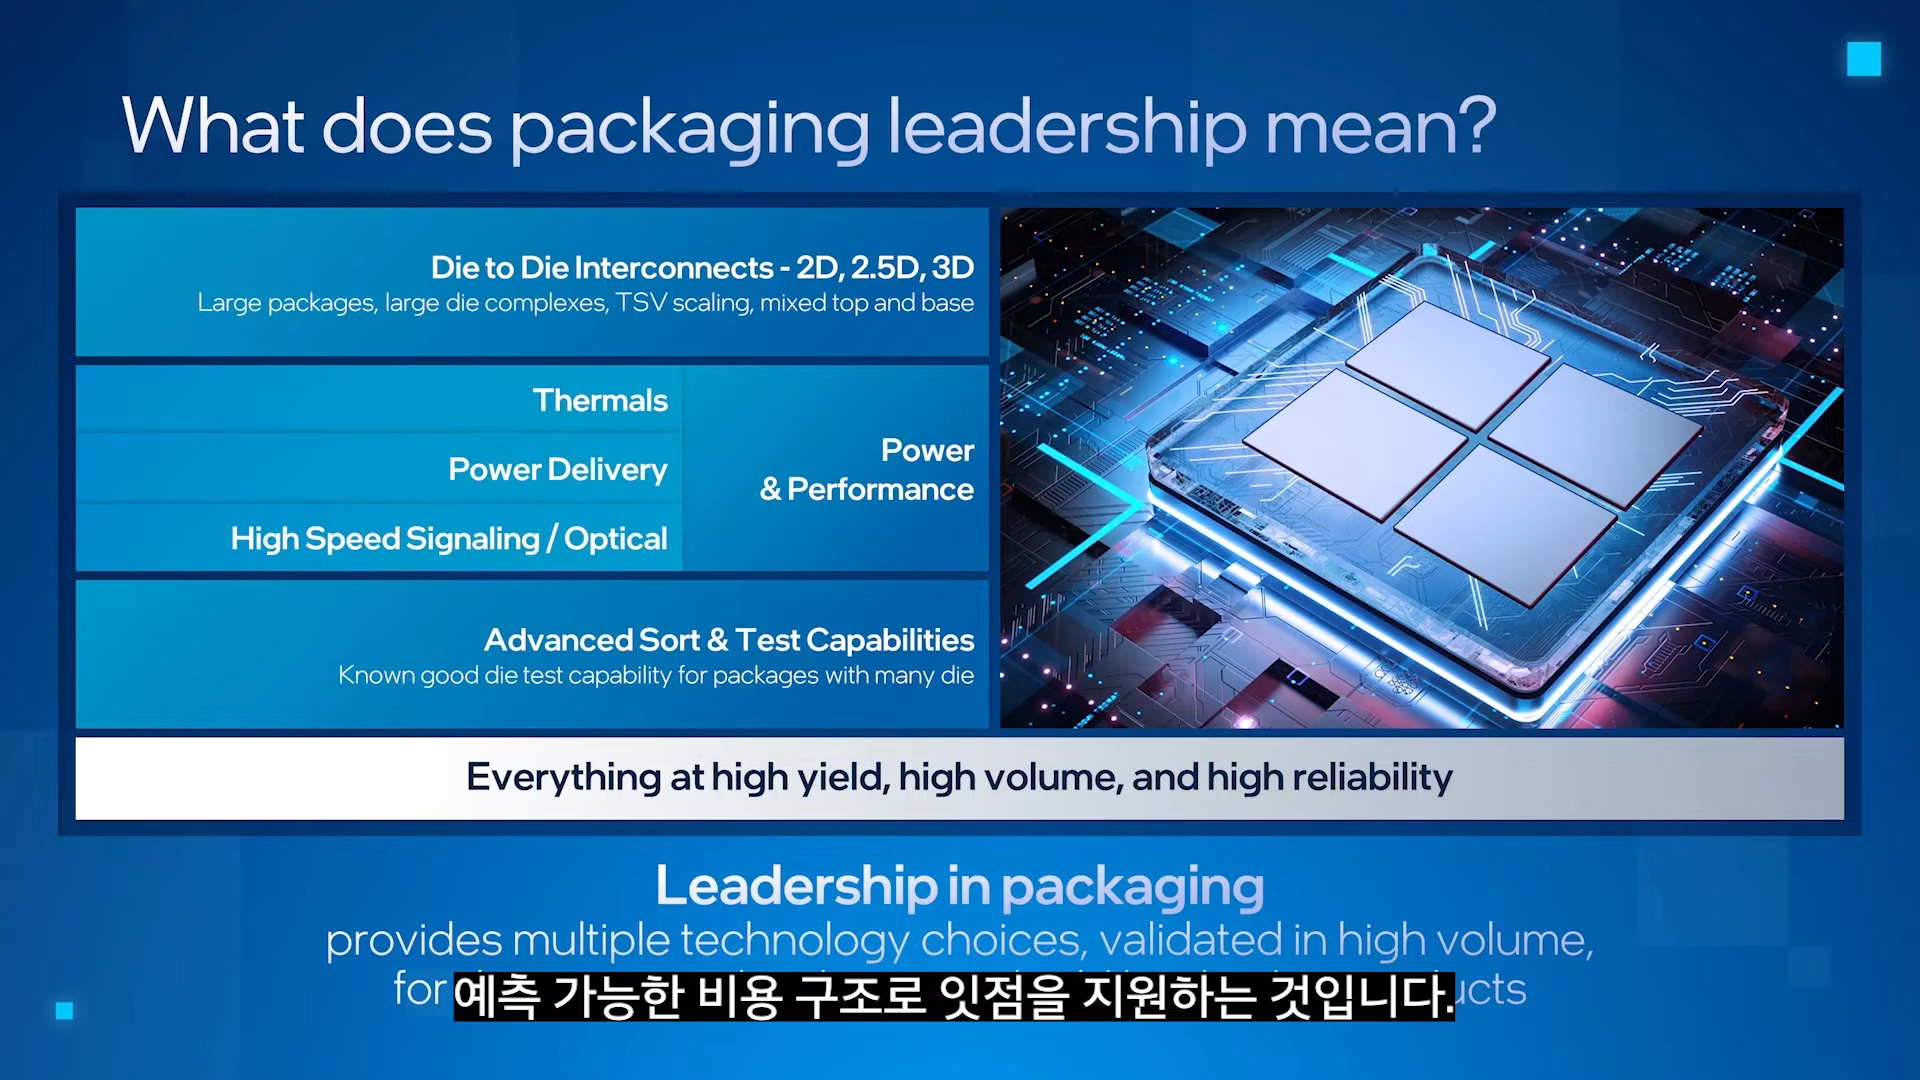 What does packaging leadership mean?
Die to Die Interconnects - 2D, 2.5D, 3D
Large packages, large die complexes, TSV scaling, mixed top and base
Thermals
Power Delivery
High Speed Signaling / Optical
Power
& Performance
Advanced Sort & Test Capabilities
Known good die test capability for packages with many die
Everything at high yield, high volume, and high reliability
Leadership in packaging
provides multiple technology choices, validated in high volume,
for
예측 가능한 비용 구조로 잇점을 지원하는 것입니다.